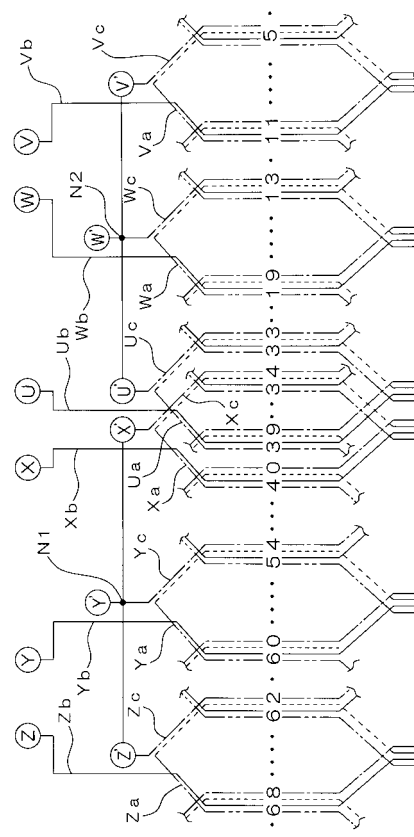 Z Y X U W V
Zb Yb N1 Xb Ub Wb N2 Vb
Z' Y' X' U' W' V'
Za Zc Ya Yc Xa Ua Xc Uc Wa Wc Va Vc
68 62 60 54 40 39 34 33 19 13 11 5